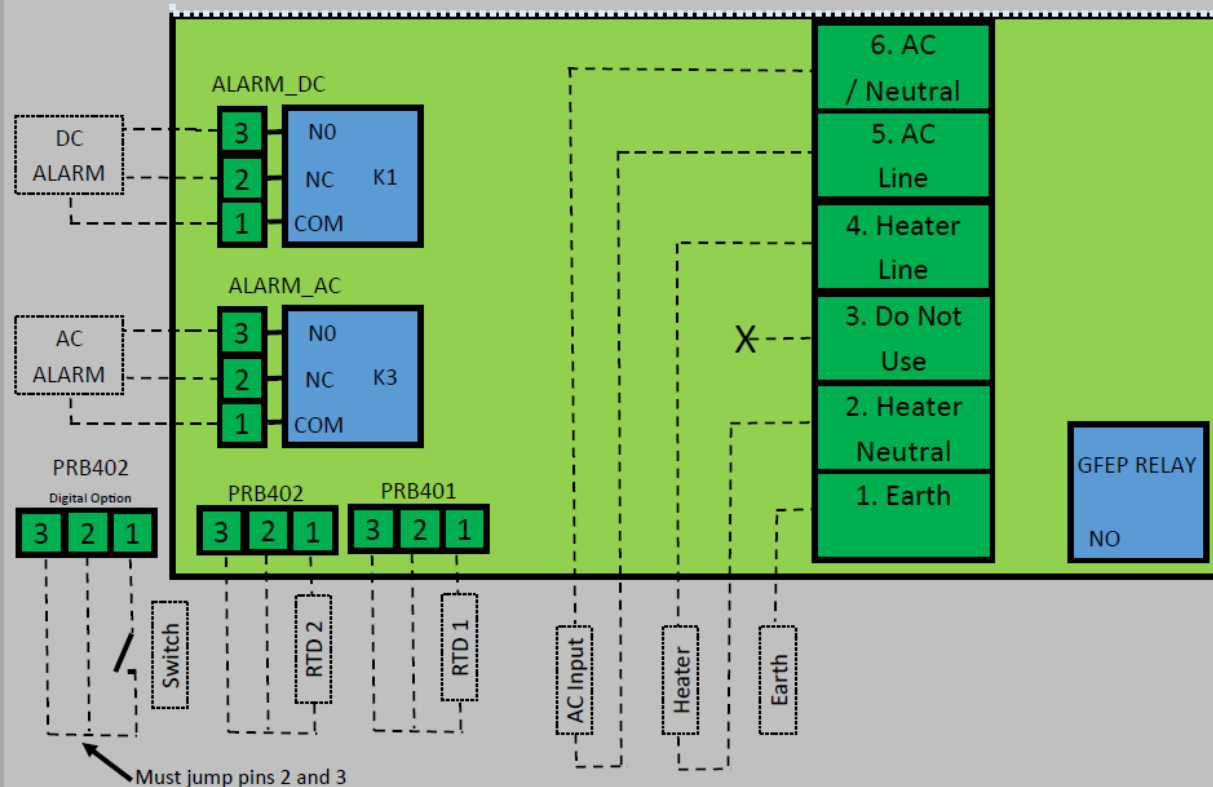 ALARM_DC
DC
ALARM
3
2
1
N0
NC
K1
COM
ALARM_AC
AC
ALARM
3
2
1
N0
NC
K3
COM
PRB402
Digital Option
3 2 1
PRB402
3 2 1
PRB401
3 2 1
Switch
RTD 2
RTD 1
Must jump pins 2 and 3
6. AC
/ Neutral
5. AC
Line
4. Heater
Line
X
3. Do Not
Use
2. Heater
Neutral
1. Earth
AC Input
Heater
Earth
GFEP RELAY
NO